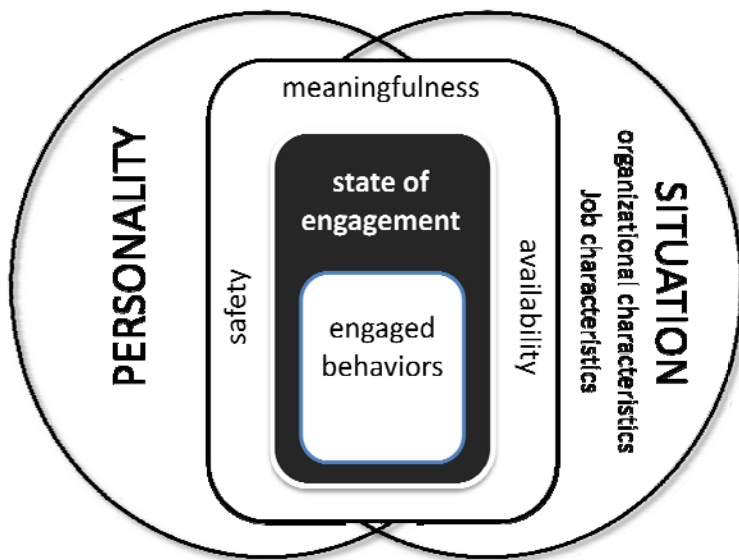 PERSONALITY
meaningfulness
safety
state of
engagement
engaged
behaviors
availability
SITUATION
organizational characteristics
Job characteristics